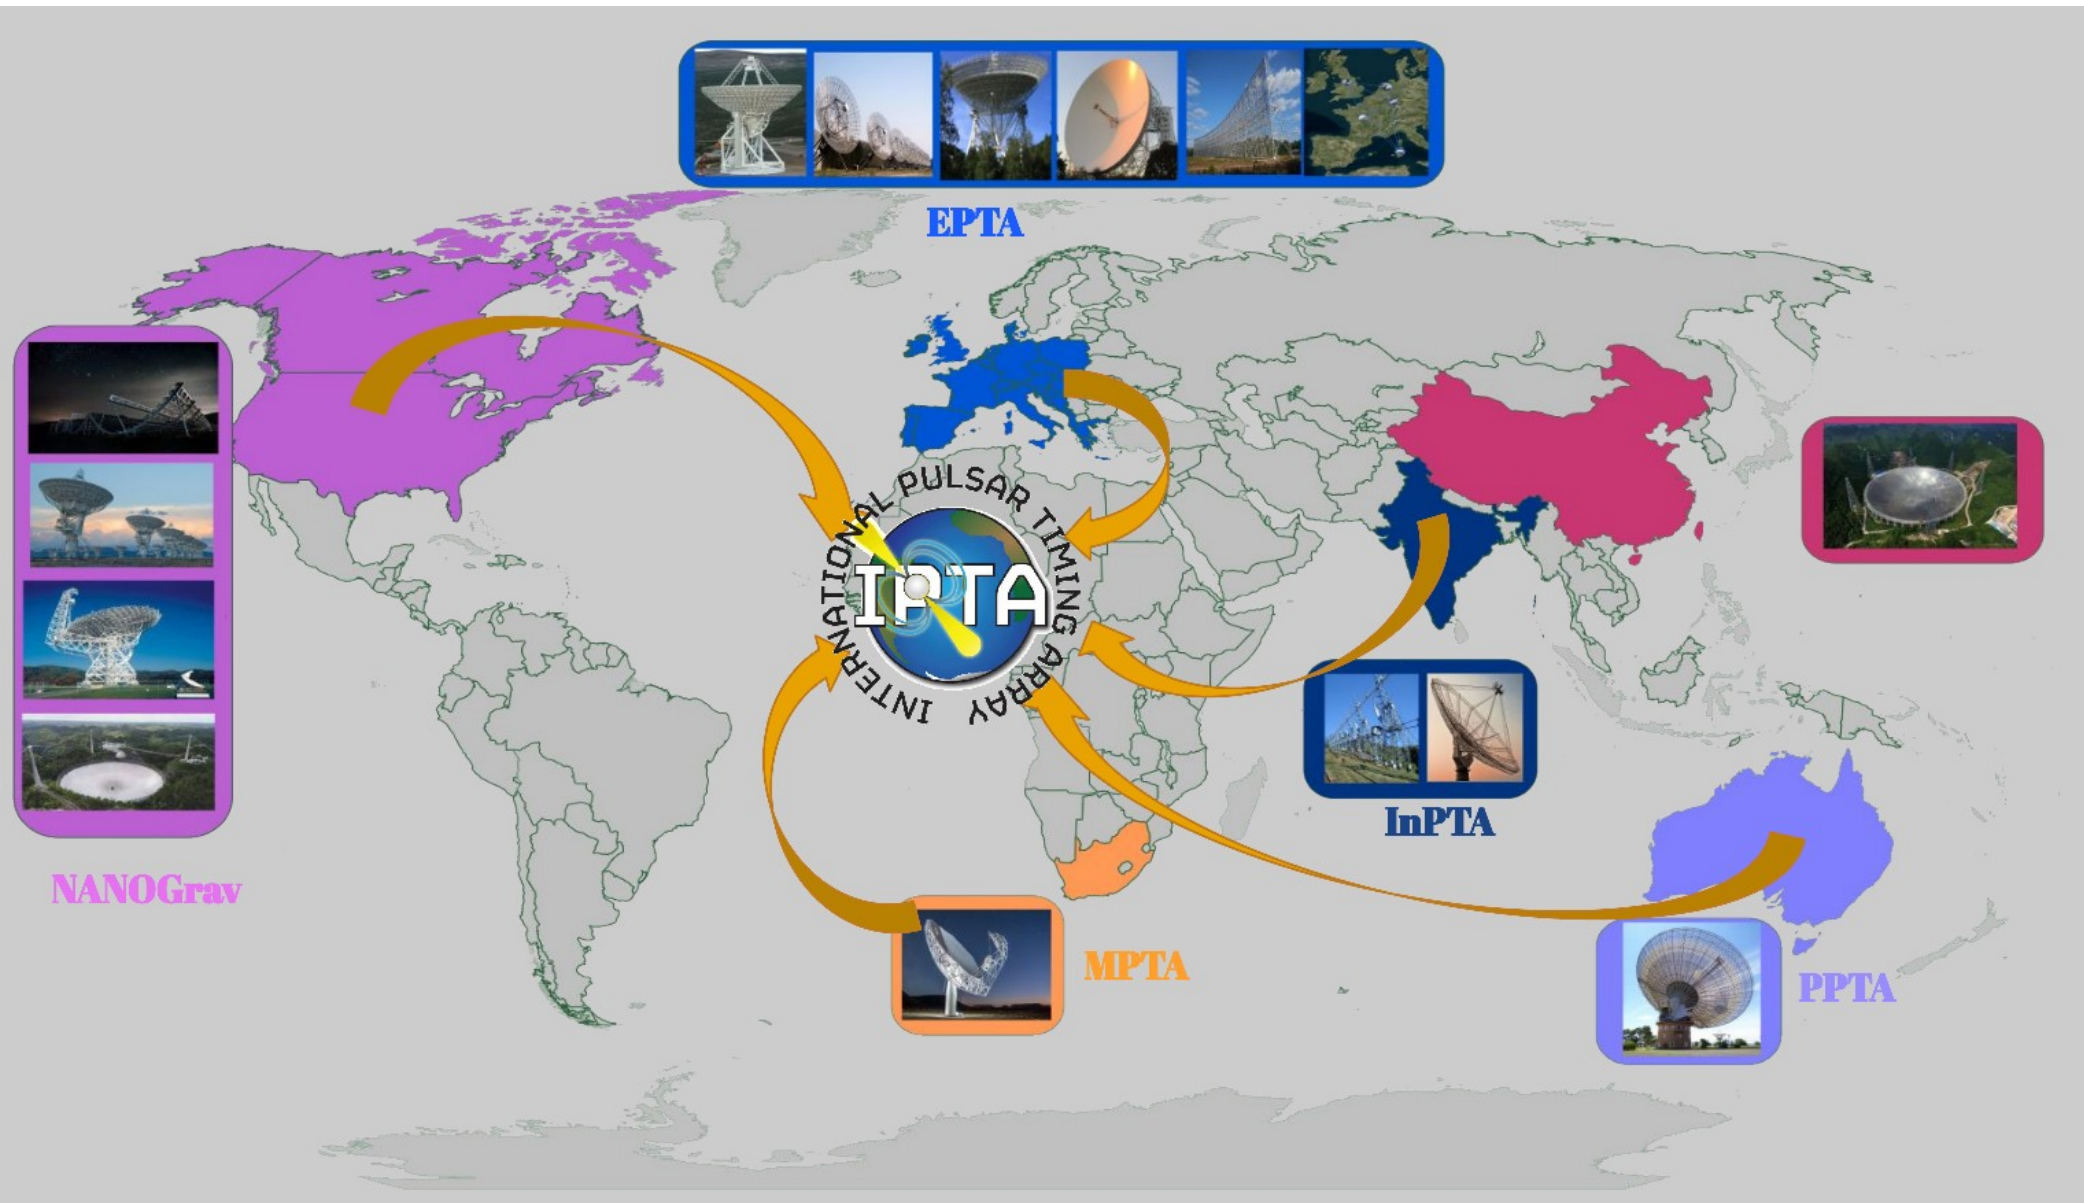 EPTA
INTERNATIONAL PULSAR TIMING ARRAY
IPTA
InPTA
NANOGrav
MPTA
PPTA